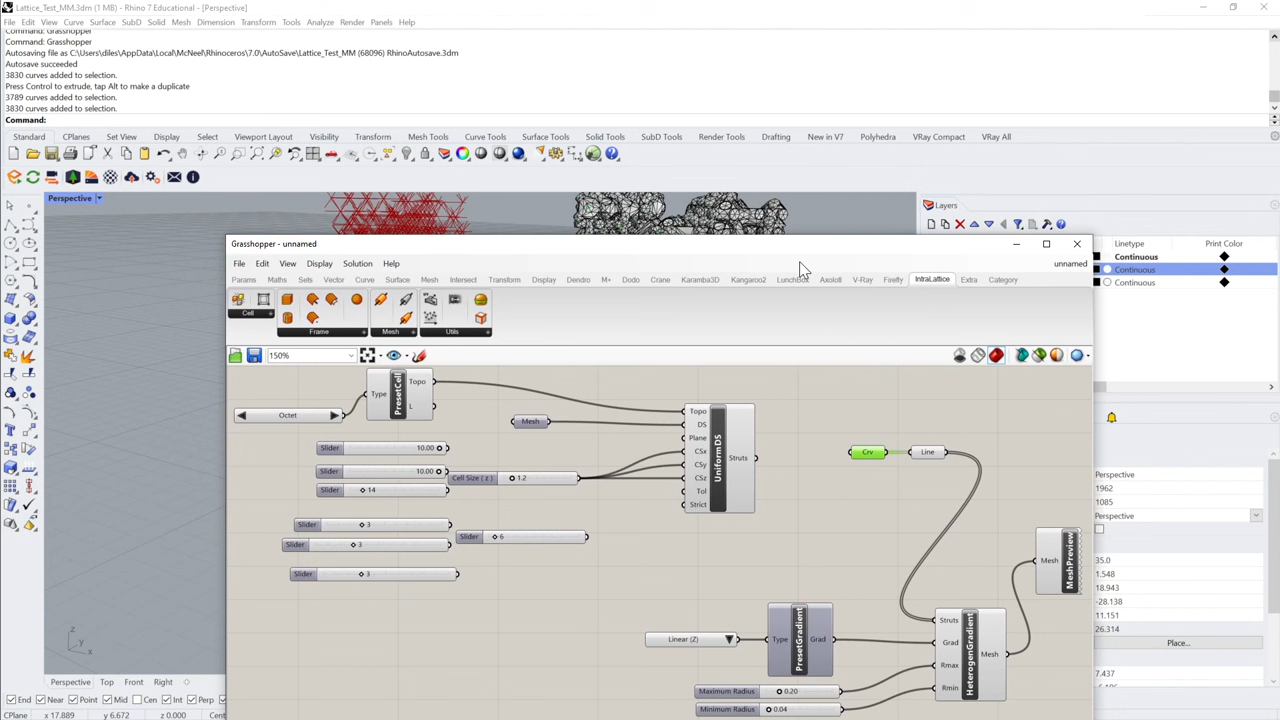 Lattice_Test_MM.3dm (1 MB) - Rhino 7 Educational - [Perspective]
File Edit View Curve Surface SubD Solid Mesh Dimension Transform Tools Analyze Render Panels Help
Command: Grasshopper
Autosaving file as C:\Users\diles\AppData\Local\McNeel\Rhinoceros\7.0\AutoSave\Lattice_Test_MM (68096) RhinoAutosave.3dm
Autosave succeeded
3830 curves added to selection.
Press Control to extrude, tap Alt to make a duplicate
3789 curves added to selection.
3830 curves added to selection.
Command:
Standard CPlanes Set View Display Select Viewport Layout Visibility Transform Mesh Tools Curve Tools Surface Tools Solid Tools SubD Tools Render Tools Drafting New in V7 Polyhedra VRay Compact VRay All
Perspective
Layers
Linetype Print Color
Continuous
Continuous
Continuous
Grasshopper - unnamed
File Edit View Display Solution Help
unnamed
Params Maths Sets Vector Curve Surface Mesh Intersect Transform Display Dendro M+ Dodo Crane Karamba3D Kangaroo2 LunchBox Axolotl V-Ray Firefly IntraLattice Extra Category
Cell Frame Mesh Utils
150%
Type PresetCell Topo
L
Octet
Mesh
Topo
DS
Plane
CSx
CSy
CSz
Tol
Strict
UniformDS
Struts
Slider 10.00
Slider 10.00
Cell Size ( z ) 1.2
Slider 14
Slider 3
Slider 6
Slider 3
Slider 3
Crv Line
Mesh MeshPreview
Linear (Z)
Type PresetGradient Grad
Struts
Grad
Rmax
Rmin
HeterogenGradient
Mesh
Maximum Radius 0.20
Minimum Radius 0.04
Perspective
1962
1085
Perspective
35.0
1.548
18.943
-28.138
11.151
26.314
Place...
7.437
z
y
x
Perspective Top Front Right
End Near Point Mid Cen Int Perp
CPlane x 17.889 y 6.672 z 0.000